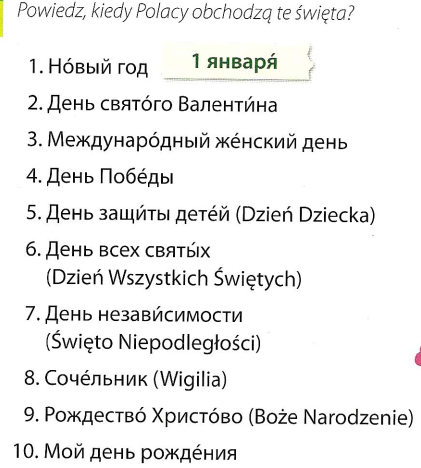 Powiedz, kiedy Polacy obchodzą te święta?
1. Но́вый год 1 января́
2. День свято́го Валенти́на
3. Междунаро́дный же́нский день
4. День Побе́ды
5. День защи́ты дете́й (Dzień Dziecka)
6. День всех святы́х
(Dzień Wszystkich Świętych)
7. День незави́симости
(Święto Niepodległości)
8. Соче́льник (Wigilia)
9. Рождество́ Христо́во (Boże Narodzenie)
10. Мой день рожде́ния